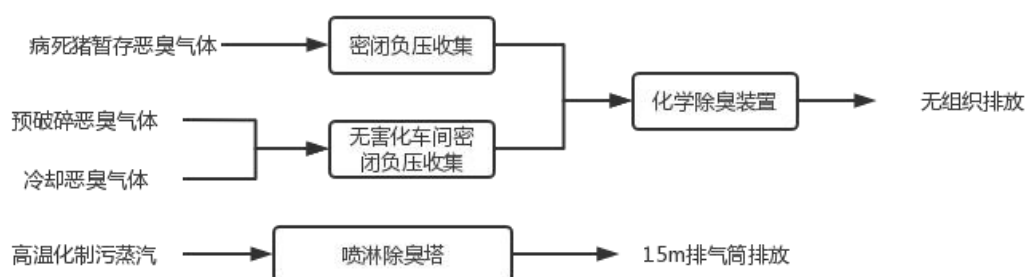 病死猪暂存恶臭气体
密闭负压收集
化学除臭装置
无组织排放
预破碎恶臭气体
无害化车间密
闭负压收集
冷却恶臭气体
高温化制污蒸汽
喷淋除臭塔
15m排气筒排放